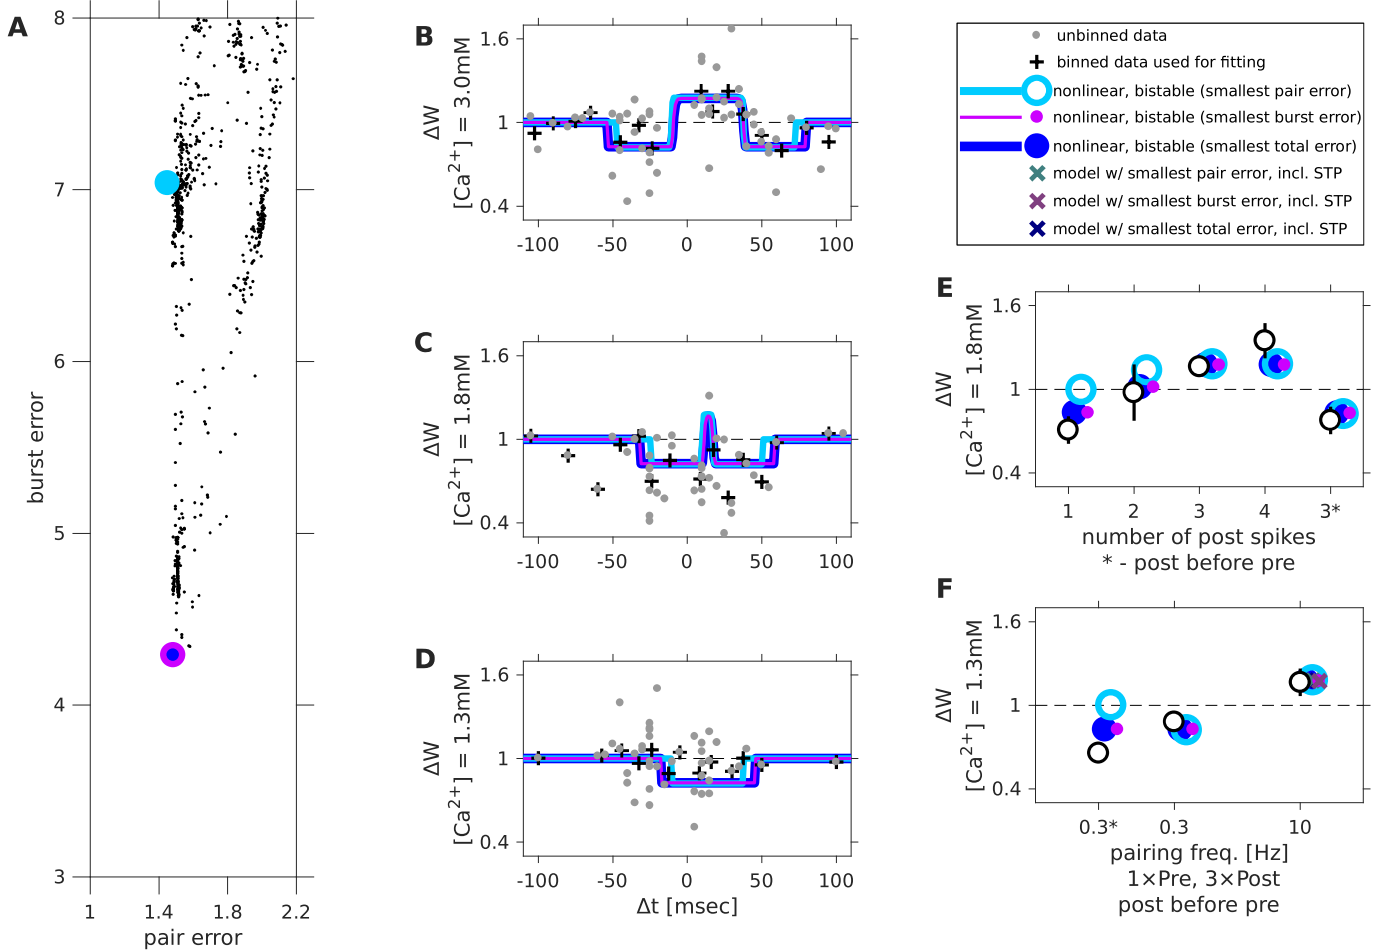 A
8
7
6
5
4
3
burst error
1
1.4
1.8
2.2
pair error
B
ΔW
[Ca2+] = 3.0mM
1.6
1
0.4
-100
-50
0
50
100
C
ΔW
[Ca2+] = 1.8mM
1.6
1
0.4
-100
-50
0
50
100
D
ΔW
[Ca2+] = 1.3mM
1.6
1
0.4
-100
-50
0
50
100
Δt [msec]
unbinned data
binned data used for fitting
nonlinear, bistable (smallest pair error)
nonlinear, bistable (smallest burst error)
nonlinear, bistable (smallest total error)
model w/ smallest pair error, incl. STP
model w/ smallest burst error, incl. STP
model w/ smallest total error, incl. STP
E
ΔW
[Ca2+] = 1.8mM
1.6
1
0.4
1
2
3
4
3*
number of post spikes
* - post before pre
F
ΔW
[Ca2+] = 1.3mM
1.6
1
0.4
0.3*
0.3
10
pairing freq. [Hz]
1×Pre, 3×Post
post before pre